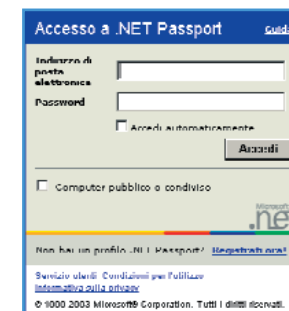 Accesso a .NET Passport Guida
Indirizzo di
posta
elettronica
Password
Accedi automaticamente
Accedi
Computer pubblico o condiviso
Microsoft
.ne
Non hai un profilo .NET Passport? Registrati ora!
Servizio utenti Condizioni per l'utilizzo
Informativa sulla privacy
© 1999 2003 Microsoft® Corporation. Tutti i diritti riservati.